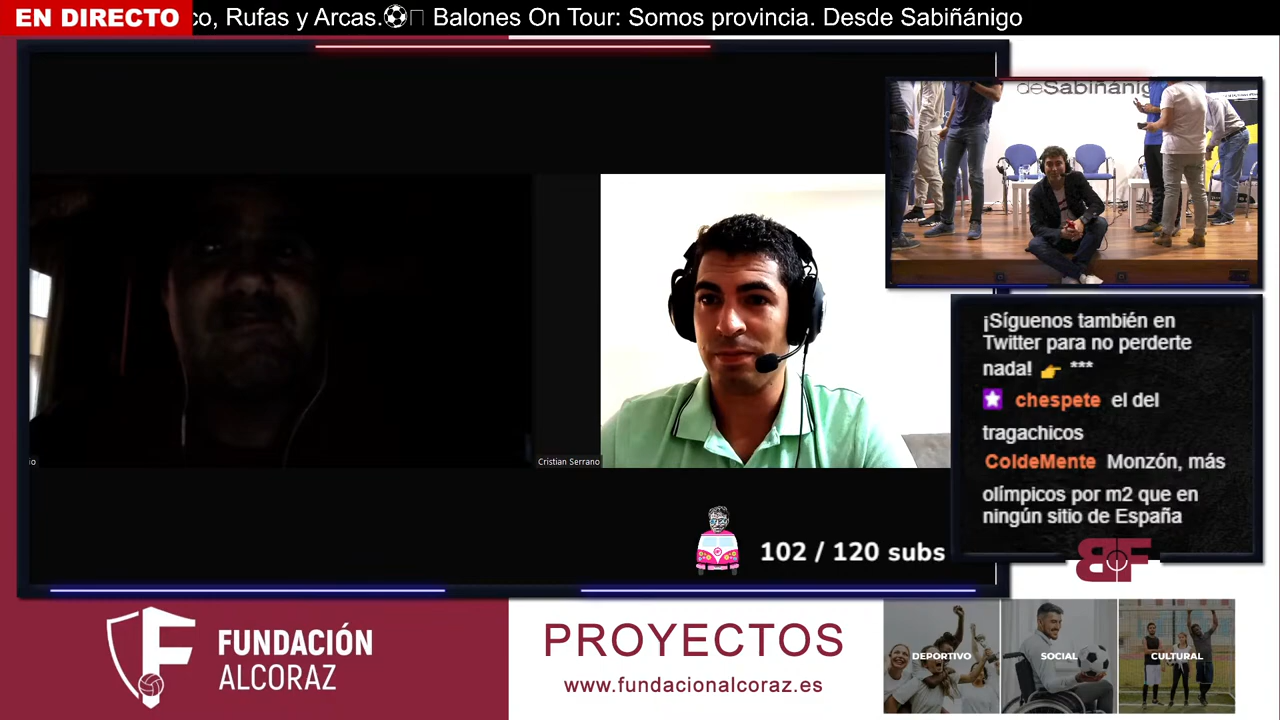 EN DIRECTO
co, Rufas y Arcas.⚽ Balones On Tour: Somos provincia. Desde Sabiñánigo
deSabiñánigo
¡Síguenos también en
Twitter para no perderte
nada! 👉 ***
chespete el del
tragachicos
ColdeMente Monzón, más
olímpicos por m2 que en
ningún sitio de España
io
Cristian Serrano
102 / 120 subs
BF
FUNDACIÓN
ALCORAZ
PROYECTOS
www.fundacionalcoraz.es
DEPORTIVO
SOCIAL
CULTURAL